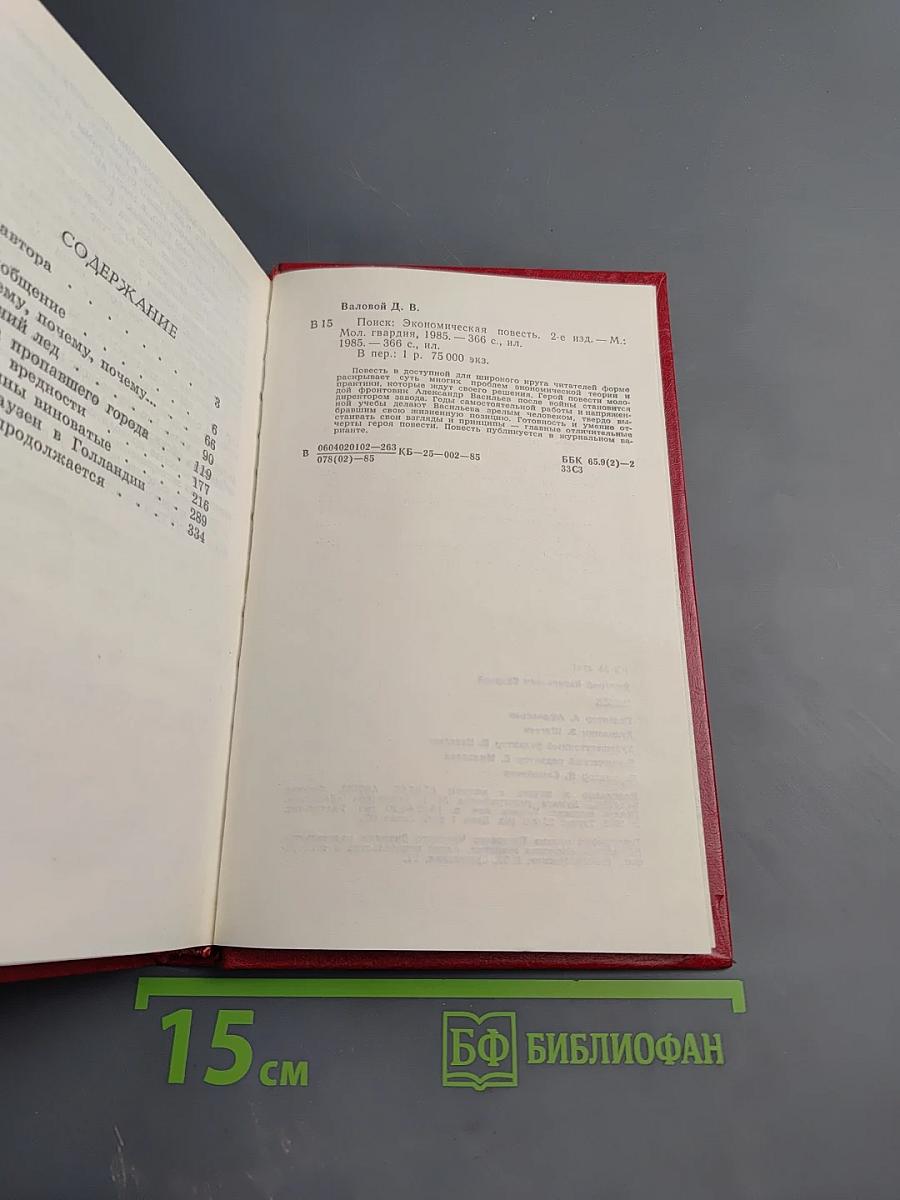 СОДЕРЖАНИЕ
автора . . . . 3
общение . . . . 6
му, почему, почему... 66
ний лед . . . . 90
пропавшего города . 119
вредности . . . 177
ны виноватые . . 216
аузен в Голландии . . 289
продолжается . . . 334
Валовой Д. В.
В 15 Поиск: Экономическая повесть. 2-е изд. — М.:
Мол. гвардия, 1985. — 366 с., ил.
1985. — 366 с., ил.
В пер.: 1 р. 75 000 экз.
Повесть в доступной для широкого круга читателей форме
раскрывает суть многих проблем экономической теории и
практики, которые ждут своего решения. Герой повести моло-
дой фронтовик Александр Васильев после войны становится
директором завода. Годы самостоятельной работы и напряжен-
ной учебы делают Васильева зрелым человеком, твердо вы-
бравшим свою жизненную позицию. Готовность и умение от-
стаивать свои взгляды и принципы — главные отличительные
черты героя повести. Повесть публикуется в журнальном ва-
рианте.
В 0604020102—263 КБ—25—002—85
078(02)—85
ББК 65.9(2)—2
33С3
15 см
БФ БИБЛИОФАН